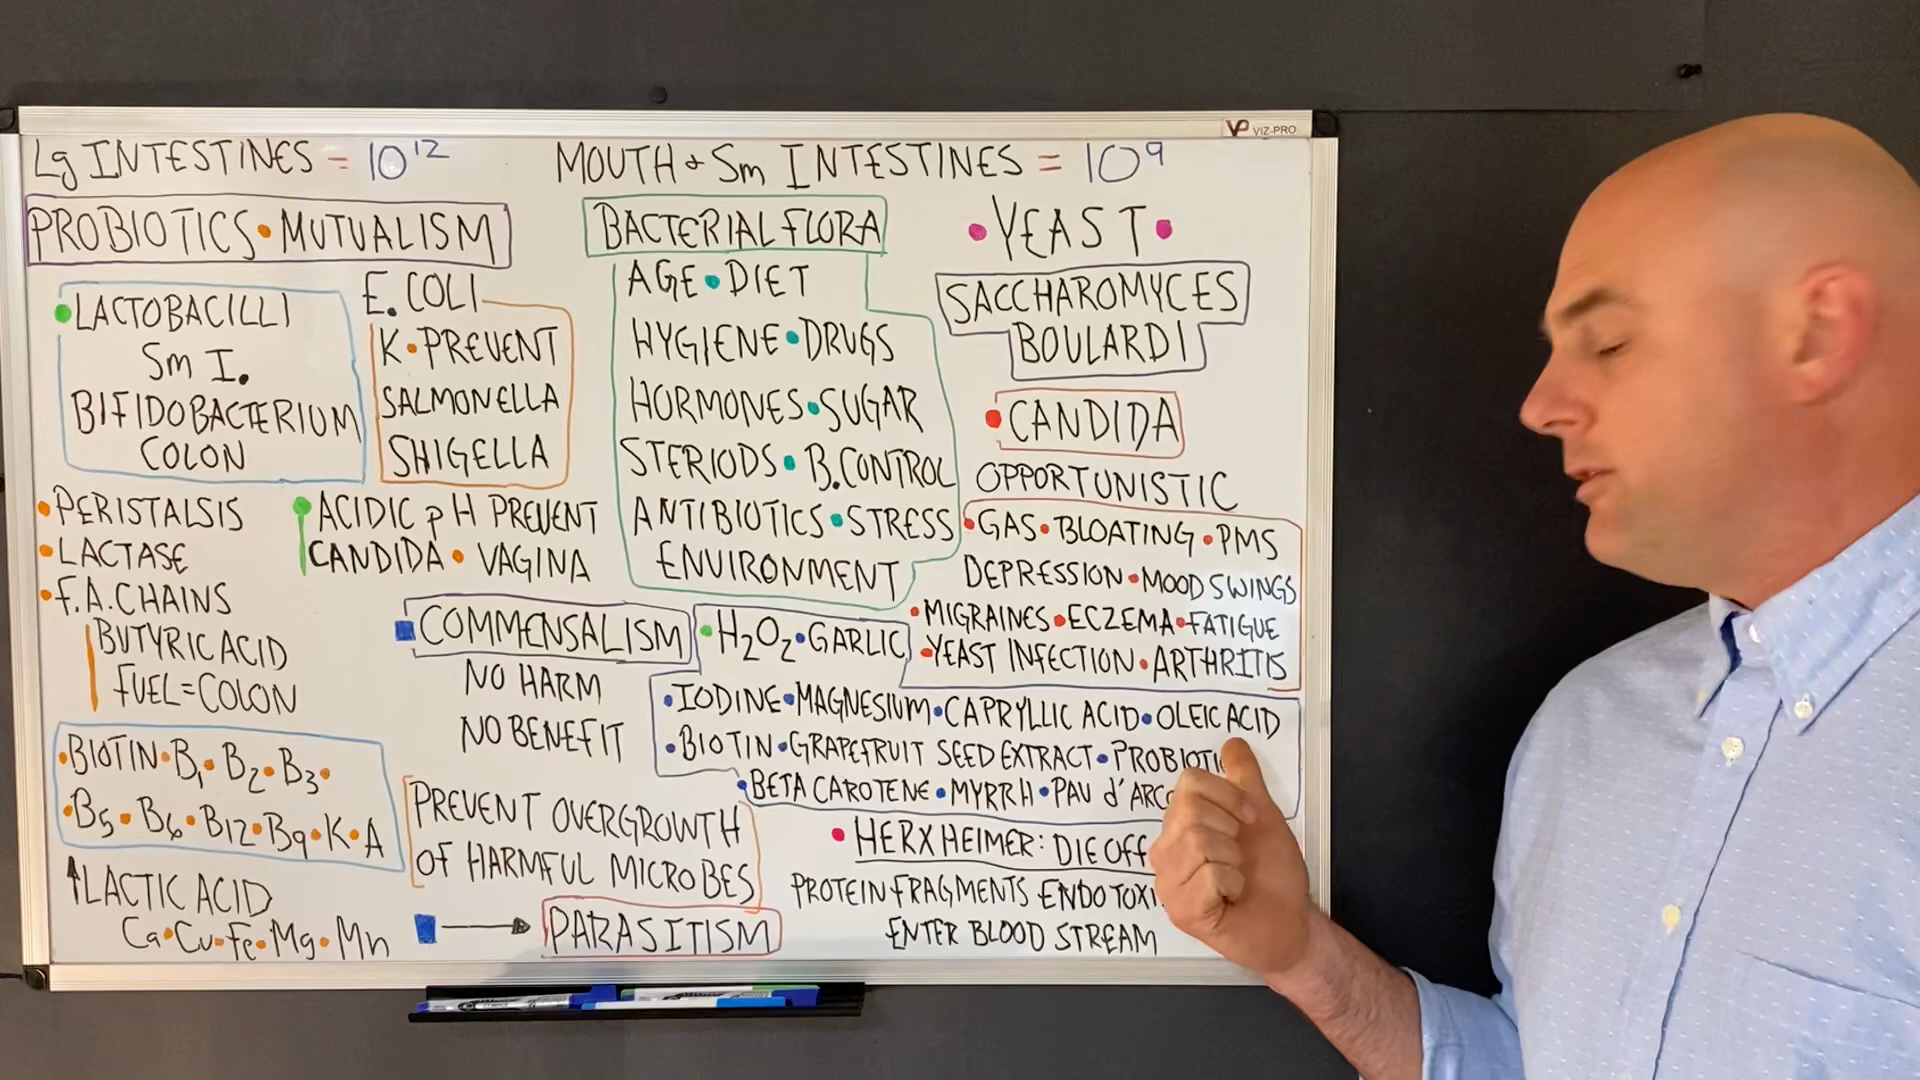 VP VIZ-PRO
Lg INTESTINES = 10¹²
MOUTH & Sm INTESTINES = 10⁹
PROBIOTICS • MUTUALISM
• LACTOBACILLI
Sm I.
BIFIDOBACTERIUM
COLON
E. COLI
K • PREVENT
SALMONELLA
SHIGELLA
• PERISTALSIS
• LACTASE
• F.A. CHAINS
BUTYRIC ACID
FUEL = COLON
• ACIDIC pH PREVENT
CANDIDA • VAGINA
• BIOTIN • B₁ • B₂ • B₃ •
• B₅ • B₆ • B₁₂ • B₉ • K • A
↑ LACTIC ACID
Ca • Cu • Fe • Mg • Mn
COMMENSALISM
NO HARM
NO BENEFIT
PREVENT OVERGROWTH
OF HARMFUL MICROBES
→ PARASITISM
BACTERIAL FLORA
AGE • DIET
HYGIENE • DRUGS
HORMONES • SUGAR
STERIODS • B. CONTROL
ANTIBIOTICS • STRESS
ENVIRONMENT
• YEAST •
SACCHAROMYCES
BOULARDI
• CANDIDA
OPPORTUNISTIC
• GAS • BLOATING • PMS
DEPRESSION • MOOD SWINGS
• MIGRAINES • ECZEMA • FATIGUE
• YEAST INFECTION • ARTHRITIS
• H₂O₂ • GARLIC
• IODINE • MAGNESIUM • CAPRYLLIC ACID • OLEIC ACID
• BIOTIN • GRAPEFRUIT SEED EXTRACT • PROBIOTI
• BETA CAROTENE • MYRRH • PAU d'ARCO
• HERXHEIMER: DIE OFF
PROTEIN FRAGMENTS ENDOTOXI
ENTER BLOOD STREAM